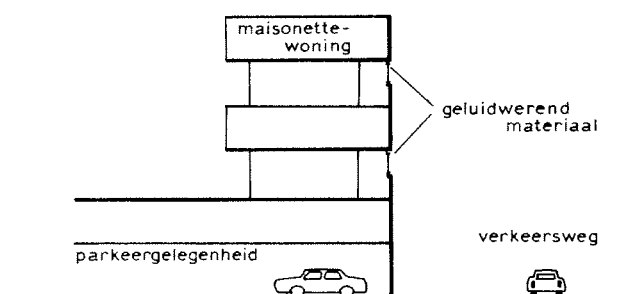 maisonette-
woning
geluidwerend
materiaal
verkeersweg
parkeergelegenheid